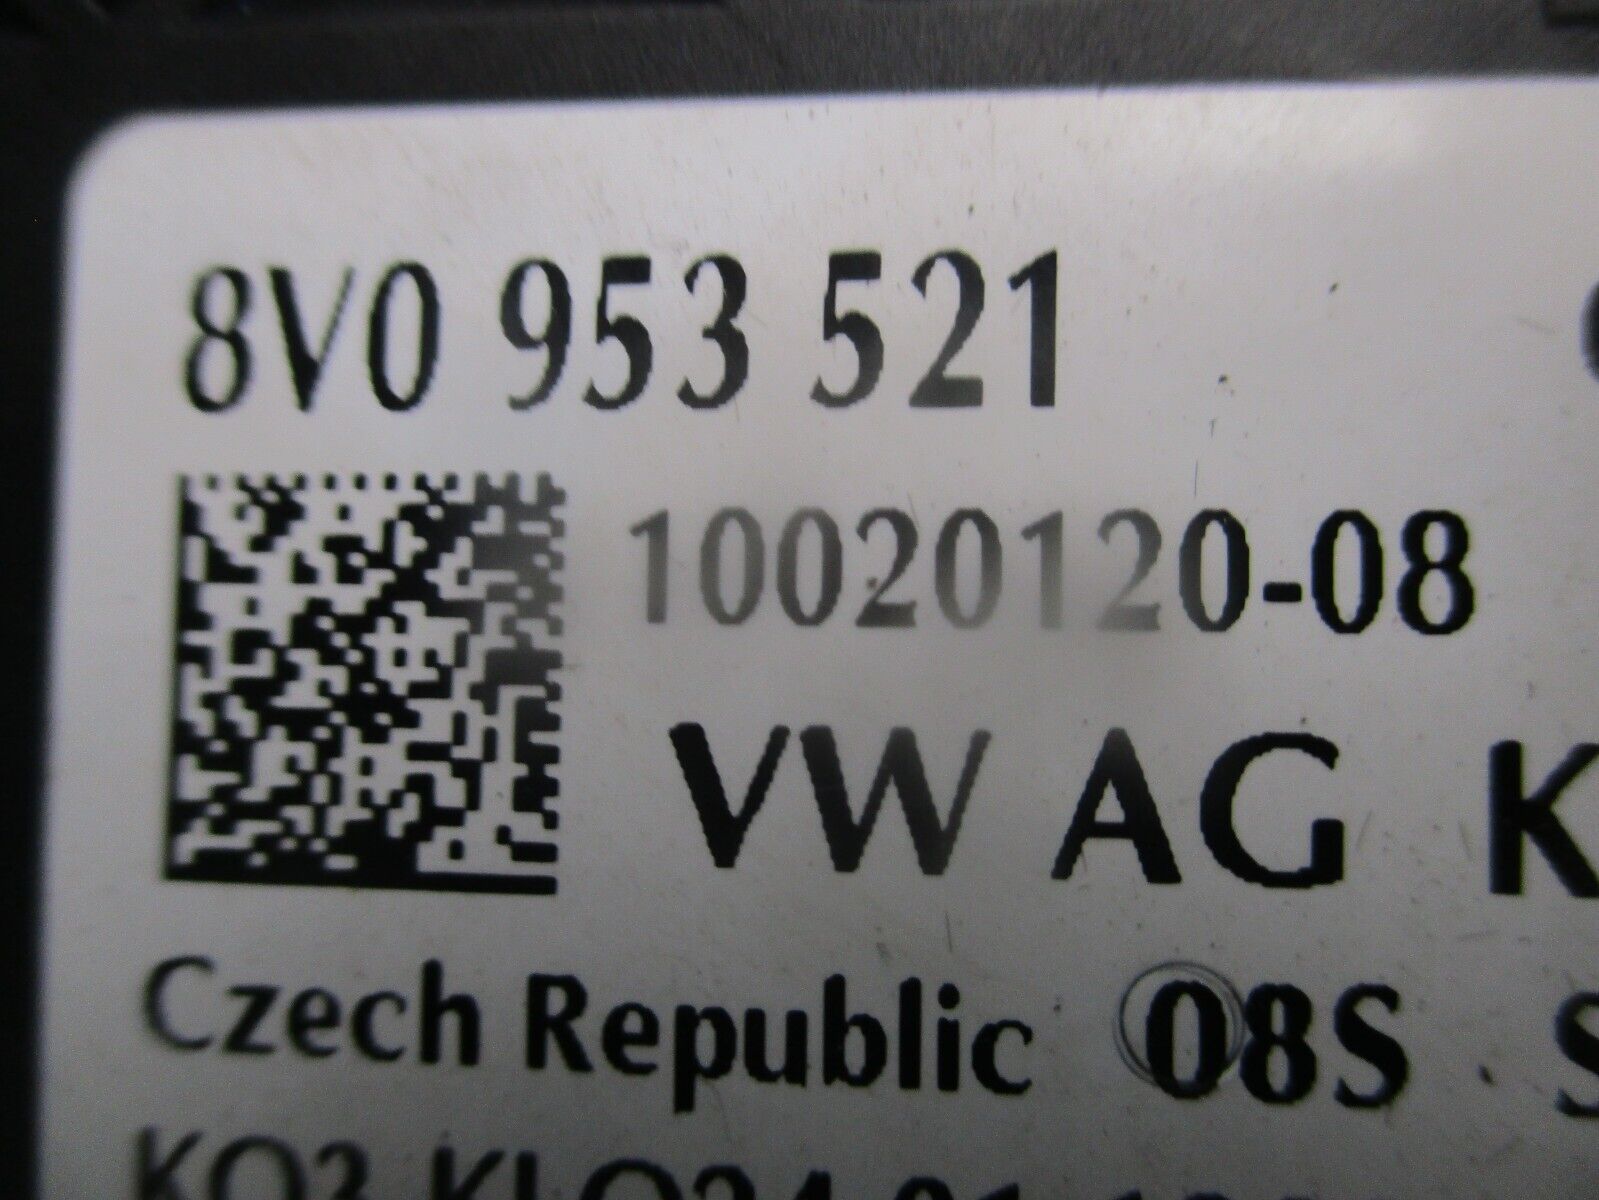 8V0 953 521
10020120-08
VW AG K
Czech Republic 08S S